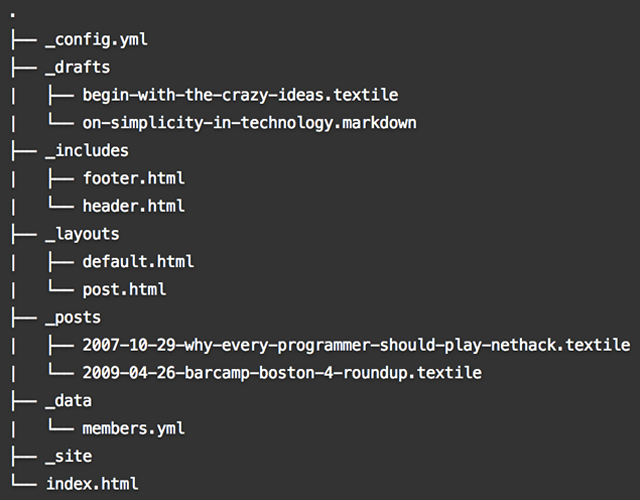 .
├── _config.yml
├── _drafts
|   ├── begin-with-the-crazy-ideas.textile
|   └── on-simplicity-in-technology.markdown
├── _includes
|   ├── footer.html
|   └── header.html
├── _layouts
|   ├── default.html
|   └── post.html
├── _posts
|   ├── 2007-10-29-why-every-programmer-should-play-nethack.textile
|   └── 2009-04-26-barcamp-boston-4-roundup.textile
├── _data
|   └── members.yml
├── _site
└── index.html